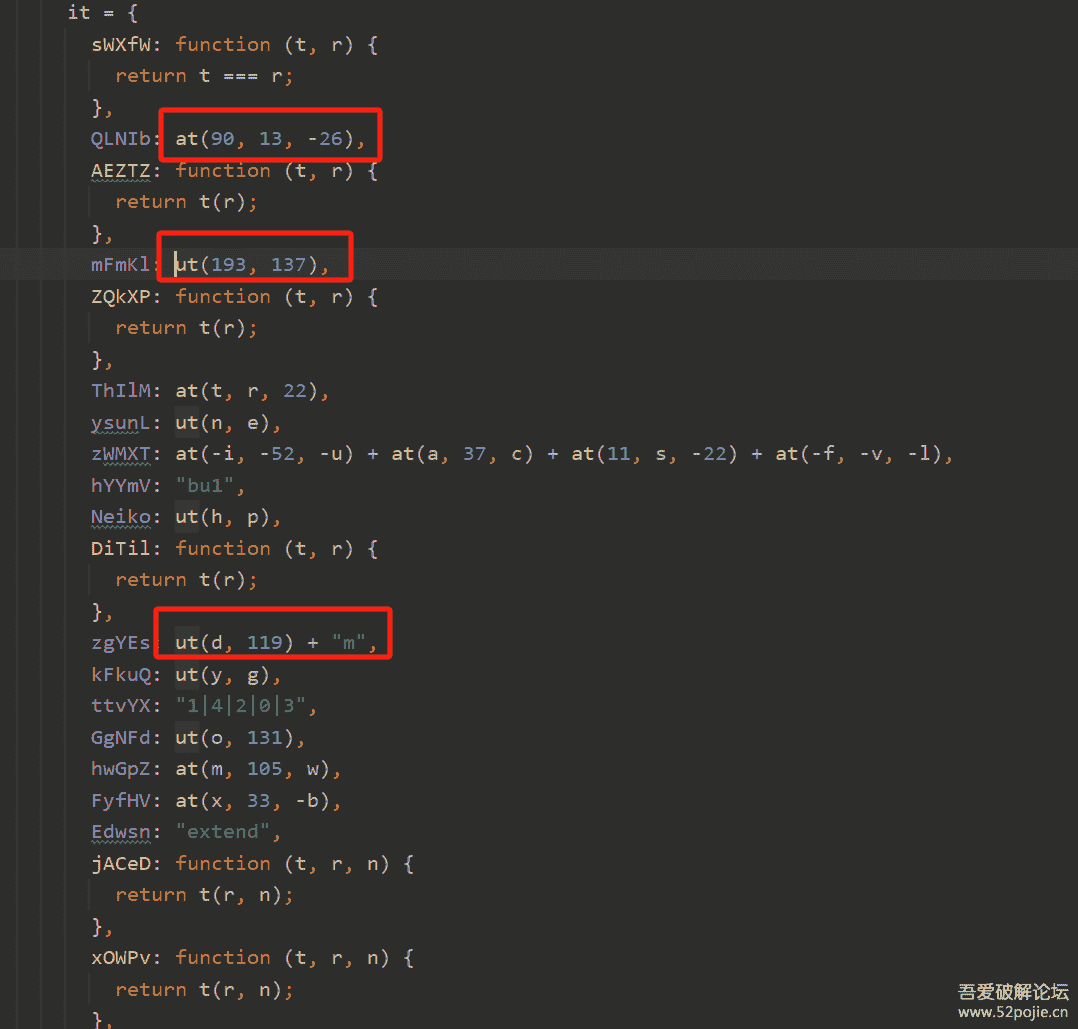 it = {
sWXfW: function (t, r) {
return t === r;
},
QLNIb: at(90, 13, -26),
AEZTZ: function (t, r) {
return t(r);
},
mFmKl: ut(193, 137),
ZQkXP: function (t, r) {
return t(r);
},
ThIlM: at(t, r, 22),
ysunL: ut(n, e),
zWMXT: at(-i, -52, -u) + at(a, 37, c) + at(11, s, -22) + at(-f, -v, -l),
hYYmV: "bu1",
Neiko: ut(h, p),
DiTil: function (t, r) {
return t(r);
},
zgYEs: ut(d, 119) + "m",
kFkuQ: ut(y, g),
ttvYX: "1|4|2|0|3",
GgNFd: ut(o, 131),
hwGpZ: at(m, 105, w),
FyfHV: at(x, 33, -b),
Edwsn: "extend",
jACeD: function (t, r, n) {
return t(r, n);
},
xOWPv: function (t, r, n) {
return t(r, n);
},
吾爱破解论坛
www.52pojie.cn